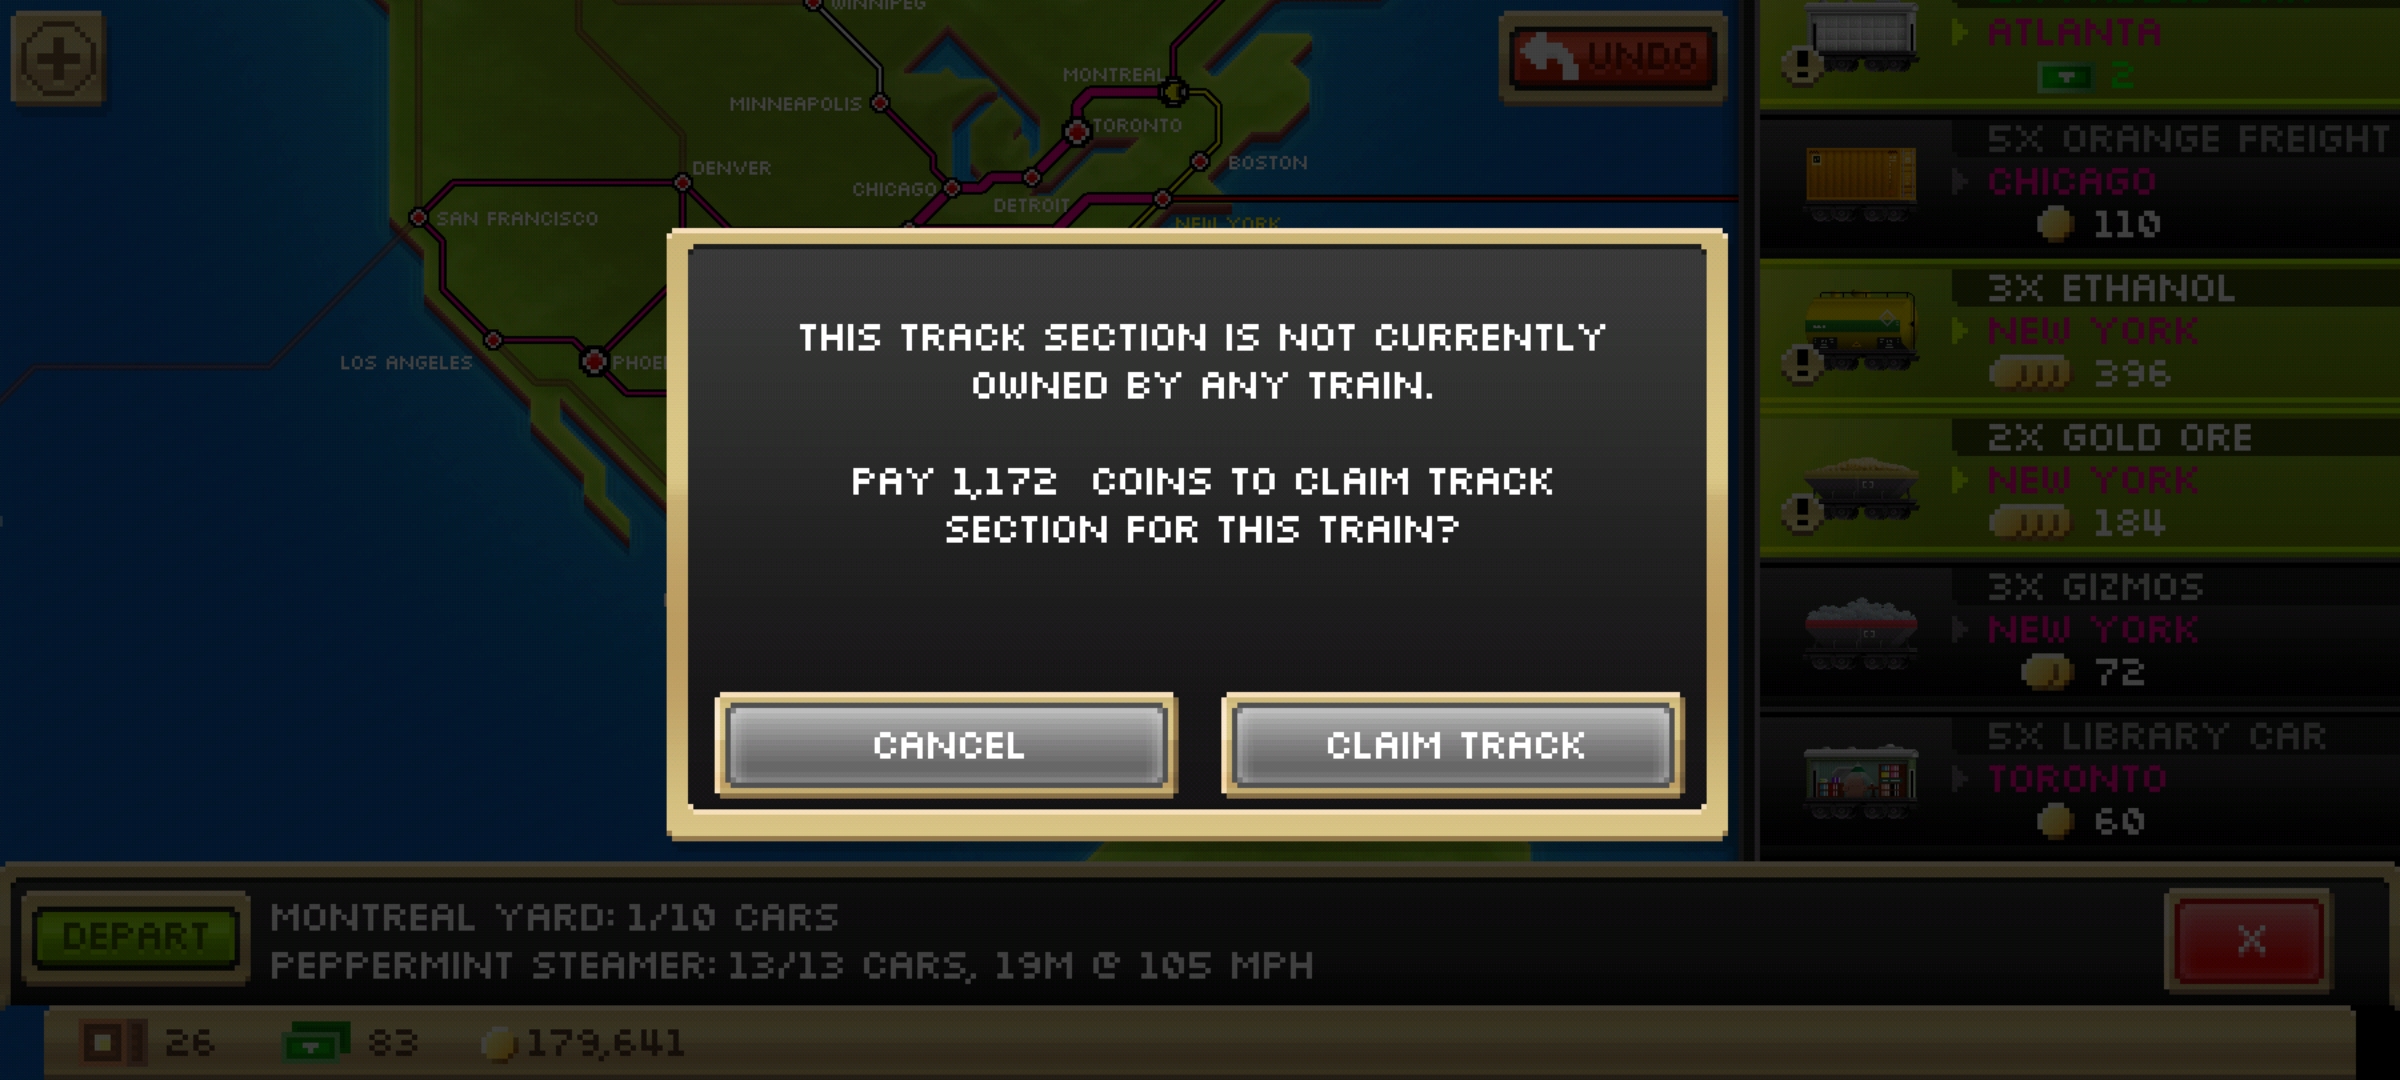 WINNIPEG
MINNEAPOLIS
MONTREAL
TORONTO
DENVER
CHICAGO
DETROIT
BOSTON
NEW YORK
SAN FRANCISCO
LOS ANGELES
UNDO
ATLANTA
2
5X ORANGE FREIGHT
CHICAGO
110
3X ETHANOL
NEW YORK
396
2X GOLD ORE
NEW YORK
184
3X GIZMOS
NEW YORK
72
5X LIBRARY CAR
TORONTO
60
THIS TRACK SECTION IS NOT CURRENTLY
OWNED BY ANY TRAIN.
PAY 1,172 COINS TO CLAIM TRACK
SECTION FOR THIS TRAIN?
CANCEL
CLAIM TRACK
DEPART
MONTREAL YARD: 1/10 CARS
PEPPERMINT STEAMER: 13/13 CARS, 19M @ 105 MPH
X
26
83
179,641